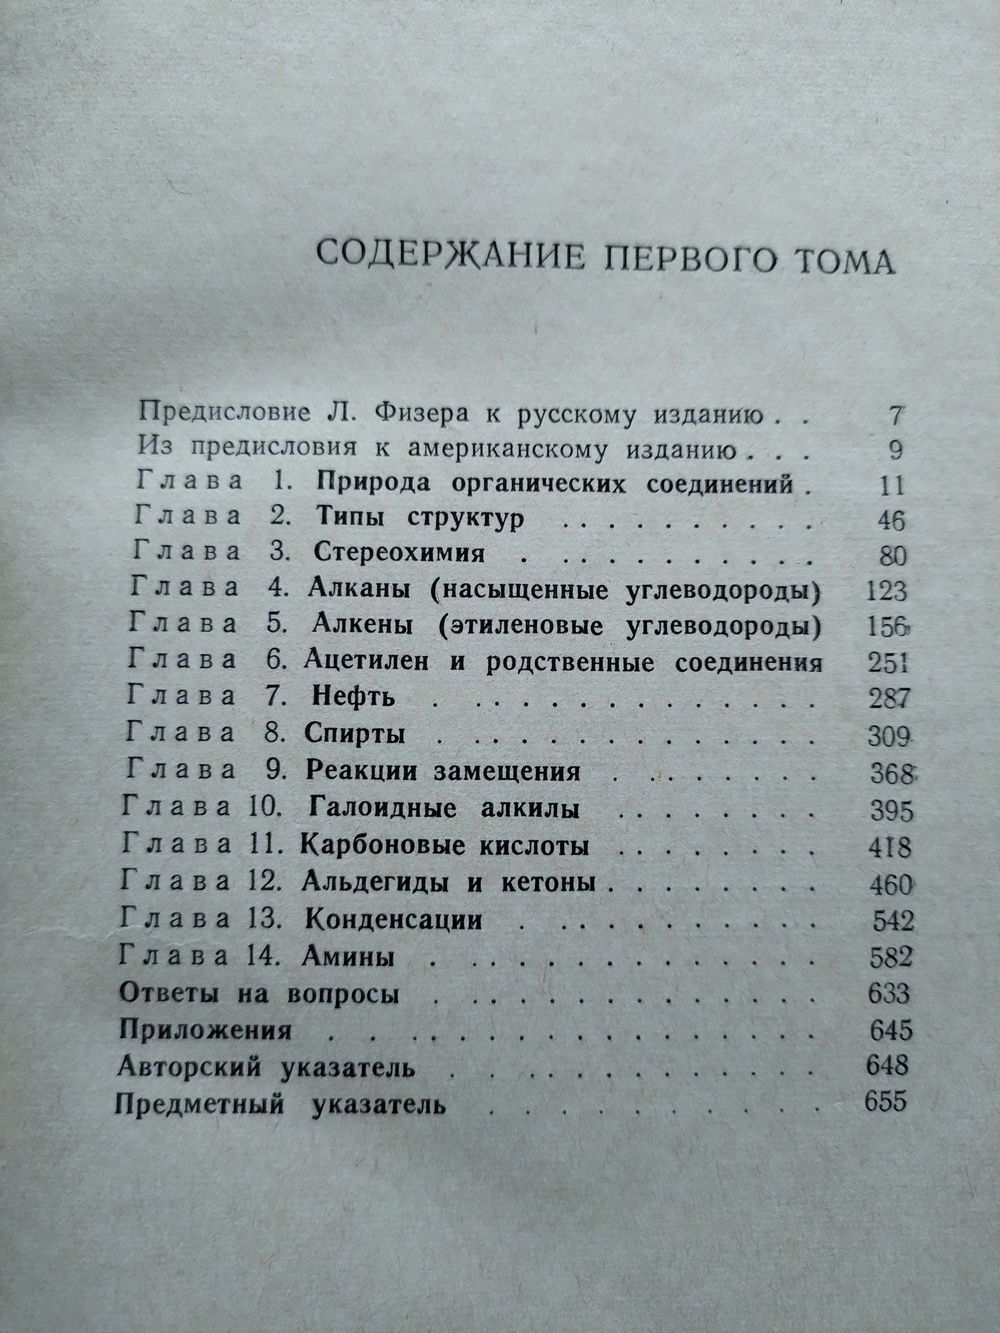 СОДЕРЖАНИЕ ПЕРВОГО ТОМА
Предисловие Л. Физера к русскому изданию . . 7
Из предисловия к американскому изданию . . . 9
Глава 1. Природа органических соединений . 11
Глава 2. Типы структур . . . . . . . . . . 46
Глава 3. Стереохимия . . . . . . . . . . . 80
Глава 4. Алканы (насыщенные углеводороды) 123
Глава 5. Алкены (этиленовые углеводороды) 156
Глава 6. Ацетилен и родственные соединения 251
Глава 7. Нефть . . . . . . . . . . . . . 287
Глава 8. Спирты . . . . . . . . . . . . . 309
Глава 9. Реакции замещения . . . . . . . 368
Глава 10. Галоидные алкилы . . . . . . . 395
Глава 11. Карбоновые кислоты . . . . . . . 418
Глава 12. Альдегиды и кетоны . . . . . . . 460
Глава 13. Конденсации . . . . . . . . . . 542
Глава 14. Амины . . . . . . . . . . . . . 582
Ответы на вопросы . . . . . . . . . . . . 633
Приложения . . . . . . . . . . . . . . . 645
Авторский указатель . . . . . . . . . . . 648
Предметный указатель . . . . . . . . . . 655